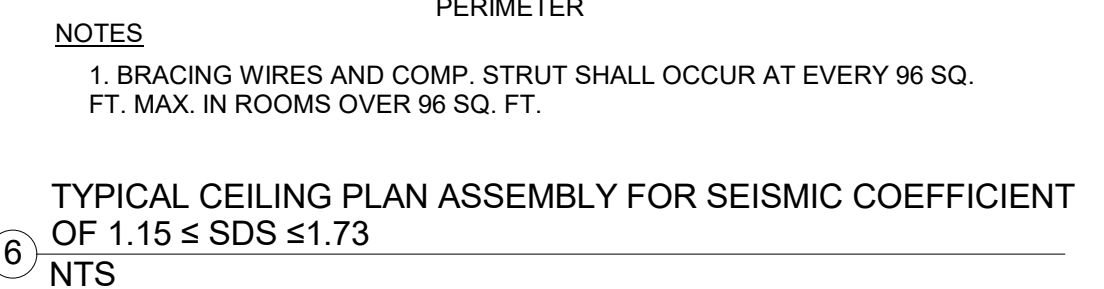 PERIMETER
NOTES
1. BRACING WIRES AND COMP. STRUT SHALL OCCUR AT EVERY 96 SQ.
FT. MAX. IN ROOMS OVER 96 SQ. FT.
TYPICAL CEILING PLAN ASSEMBLY FOR SEISMIC COEFFICIENT
OF 1.15 ≤ SDS ≤1.73
6
NTS